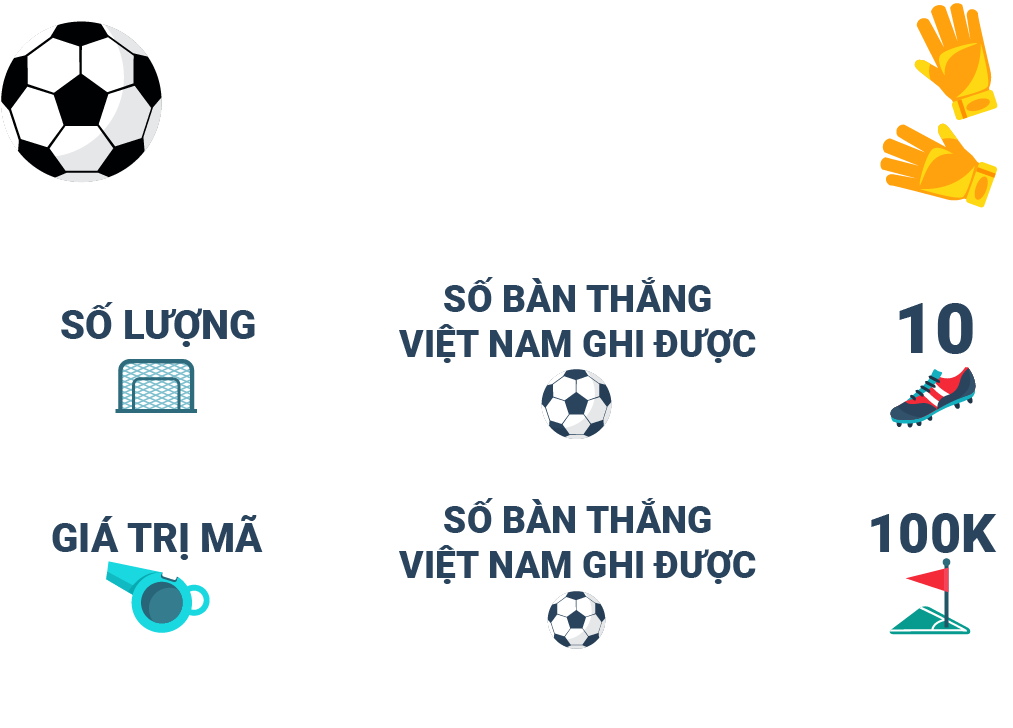 SỐ LƯỢNG
SỐ BÀN THẮNG
VIỆT NAM GHI ĐƯỢC
10
GIÁ TRỊ MÃ
SỐ BÀN THẮNG
VIỆT NAM GHI ĐƯỢC
100K